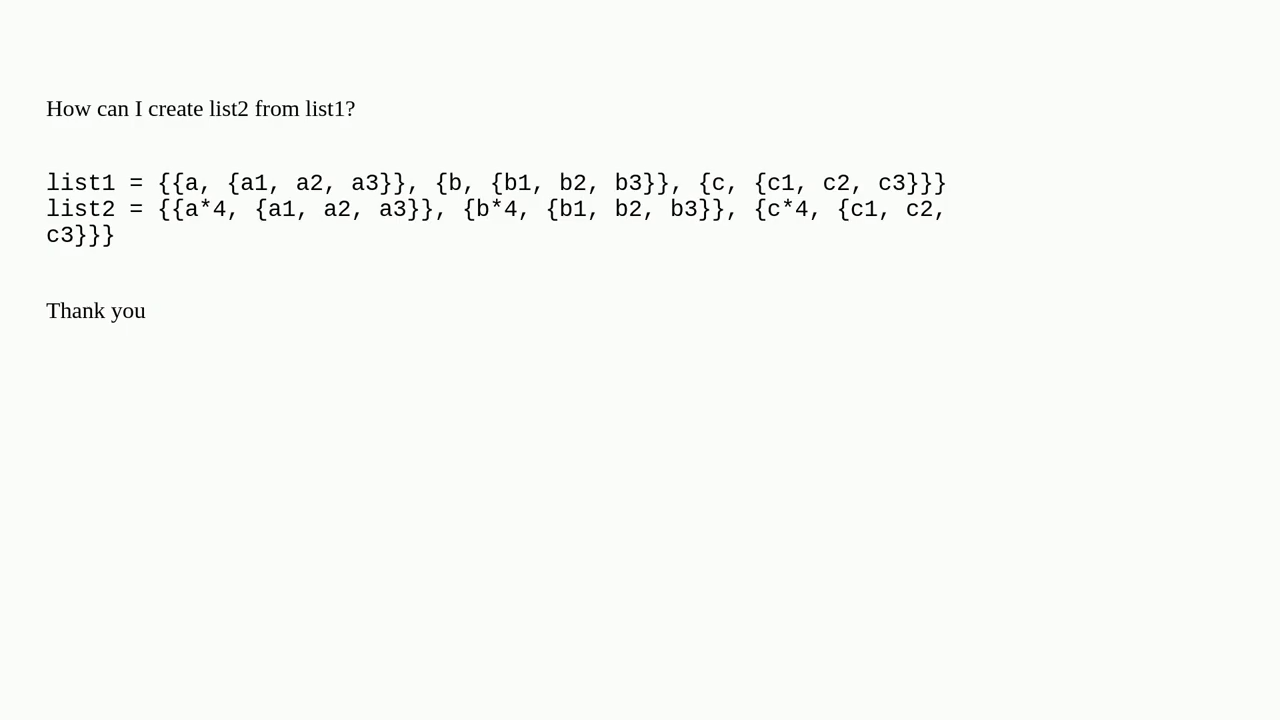 How can I create list2 from list1?
list1 = {{a, {a1, a2, a3}}, {b, {b1, b2, b3}}, {c, {c1, c2, c3}}}
list2 = {{a*4, {a1, a2, a3}}, {b*4, {b1, b2, b3}}, {c*4, {c1, c2,
c3}}}
Thank you